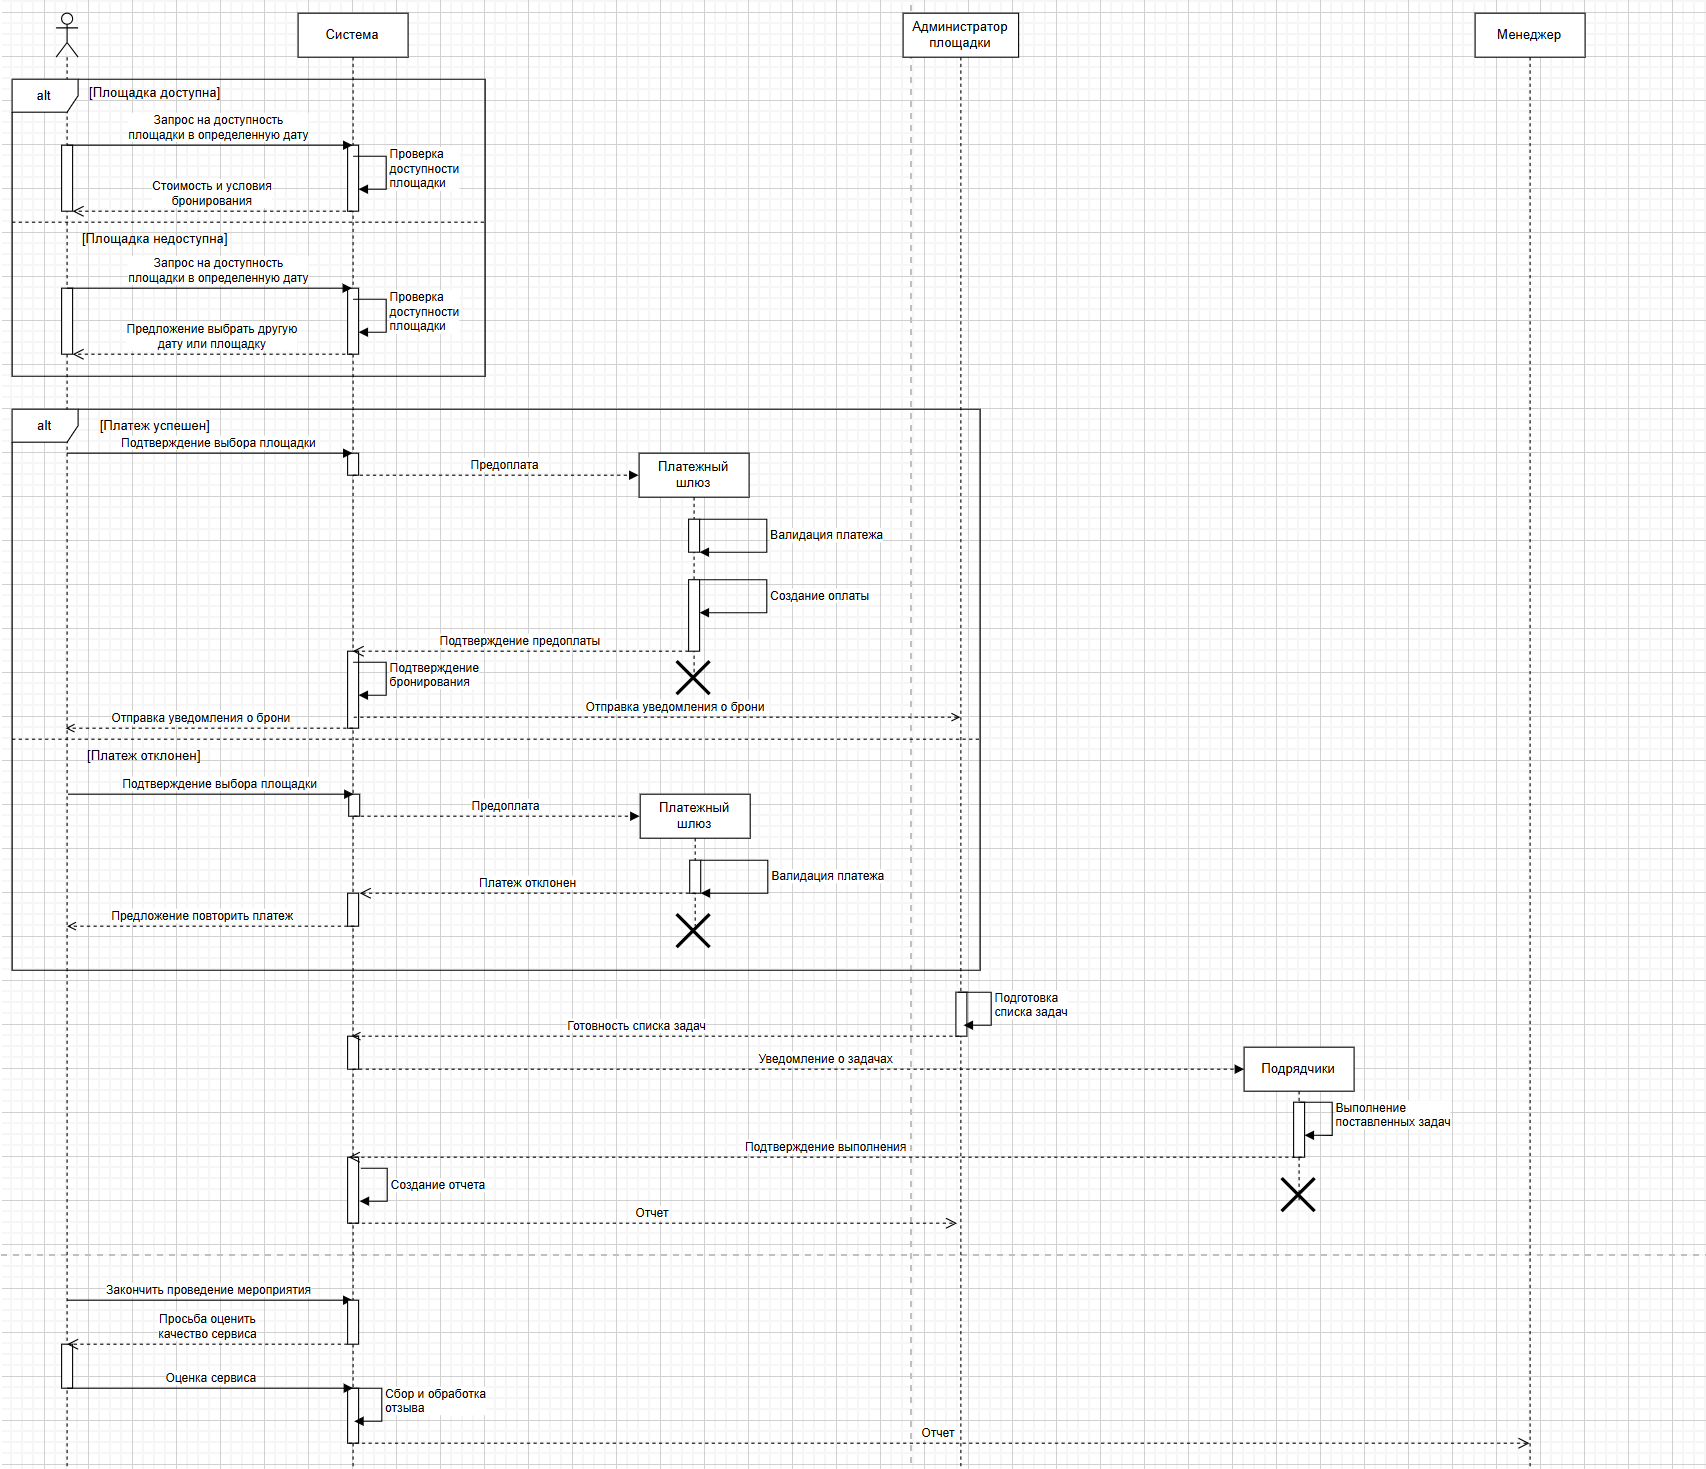 Система
Администратор
площадки
Менеджер
alt
[Площадка доступна]
Запрос на доступность
площадки в определенную дату
Проверка
доступности
площадки
Стоимость и условия
бронирования
[Площадка недоступна]
Запрос на доступность
площадки в определенную дату
Проверка
доступности
площадки
Предложение выбрать другую
дату или площадку
alt
[Платеж успешен]
Подтверждение выбора площадки
Предоплата
Платежный
шлюз
Валидация платежа
Создание оплаты
Подтверждение предоплаты
Подтверждение
бронирования
Отправка уведомления о брони
Отправка уведомления о брони
[Платеж отклонен]
Подтверждение выбора площадки
Предоплата
Платежный
шлюз
Валидация платежа
Платеж отклонен
Предложение повторить платеж
Подготовка
списка задач
Готовность списка задач
Уведомление о задачах
Подрядчики
Выполнение
поставленных задач
Подтверждение выполнения
Создание отчета
Отчет
Закончить проведение мероприятия
Просьба оценить
качество сервиса
Оценка сервиса
Сбор и обработка
отзыва
Отчет